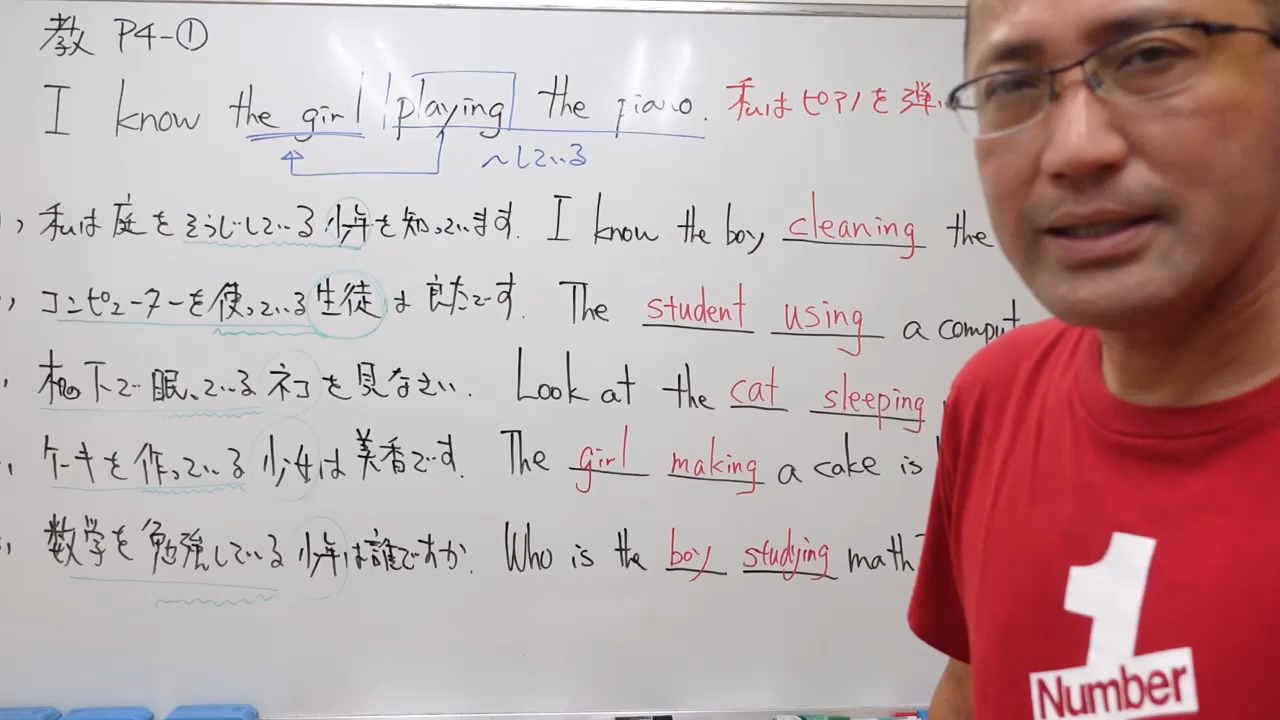 教 P4-①
I know the girl playing the piano. 私はピアノを弾い
～している
), 私は庭をそうじしている少年を知っています. I know the boy cleaning the
), コンピューターを使っている生徒は良太です. The student using a comput
, 木の下で眠っているネコを見なさい. Look at the cat sleeping
, ケーキを作っている少女は美香です. The girl making a cake is
, 数学を勉強している少年は誰ですか. Who is the boy studying math
1
Number